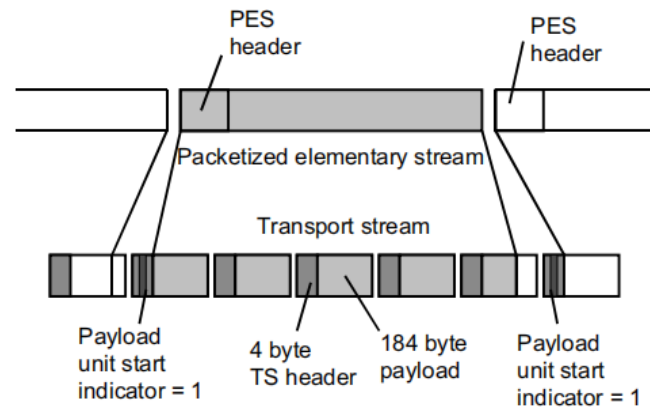 PES
header
PES
header
Packetized elementary stream
Transport stream
Payload
unit start
indicator = 1
4 byte
TS header
184 byte
payload
Payload
unit start
indicator = 1